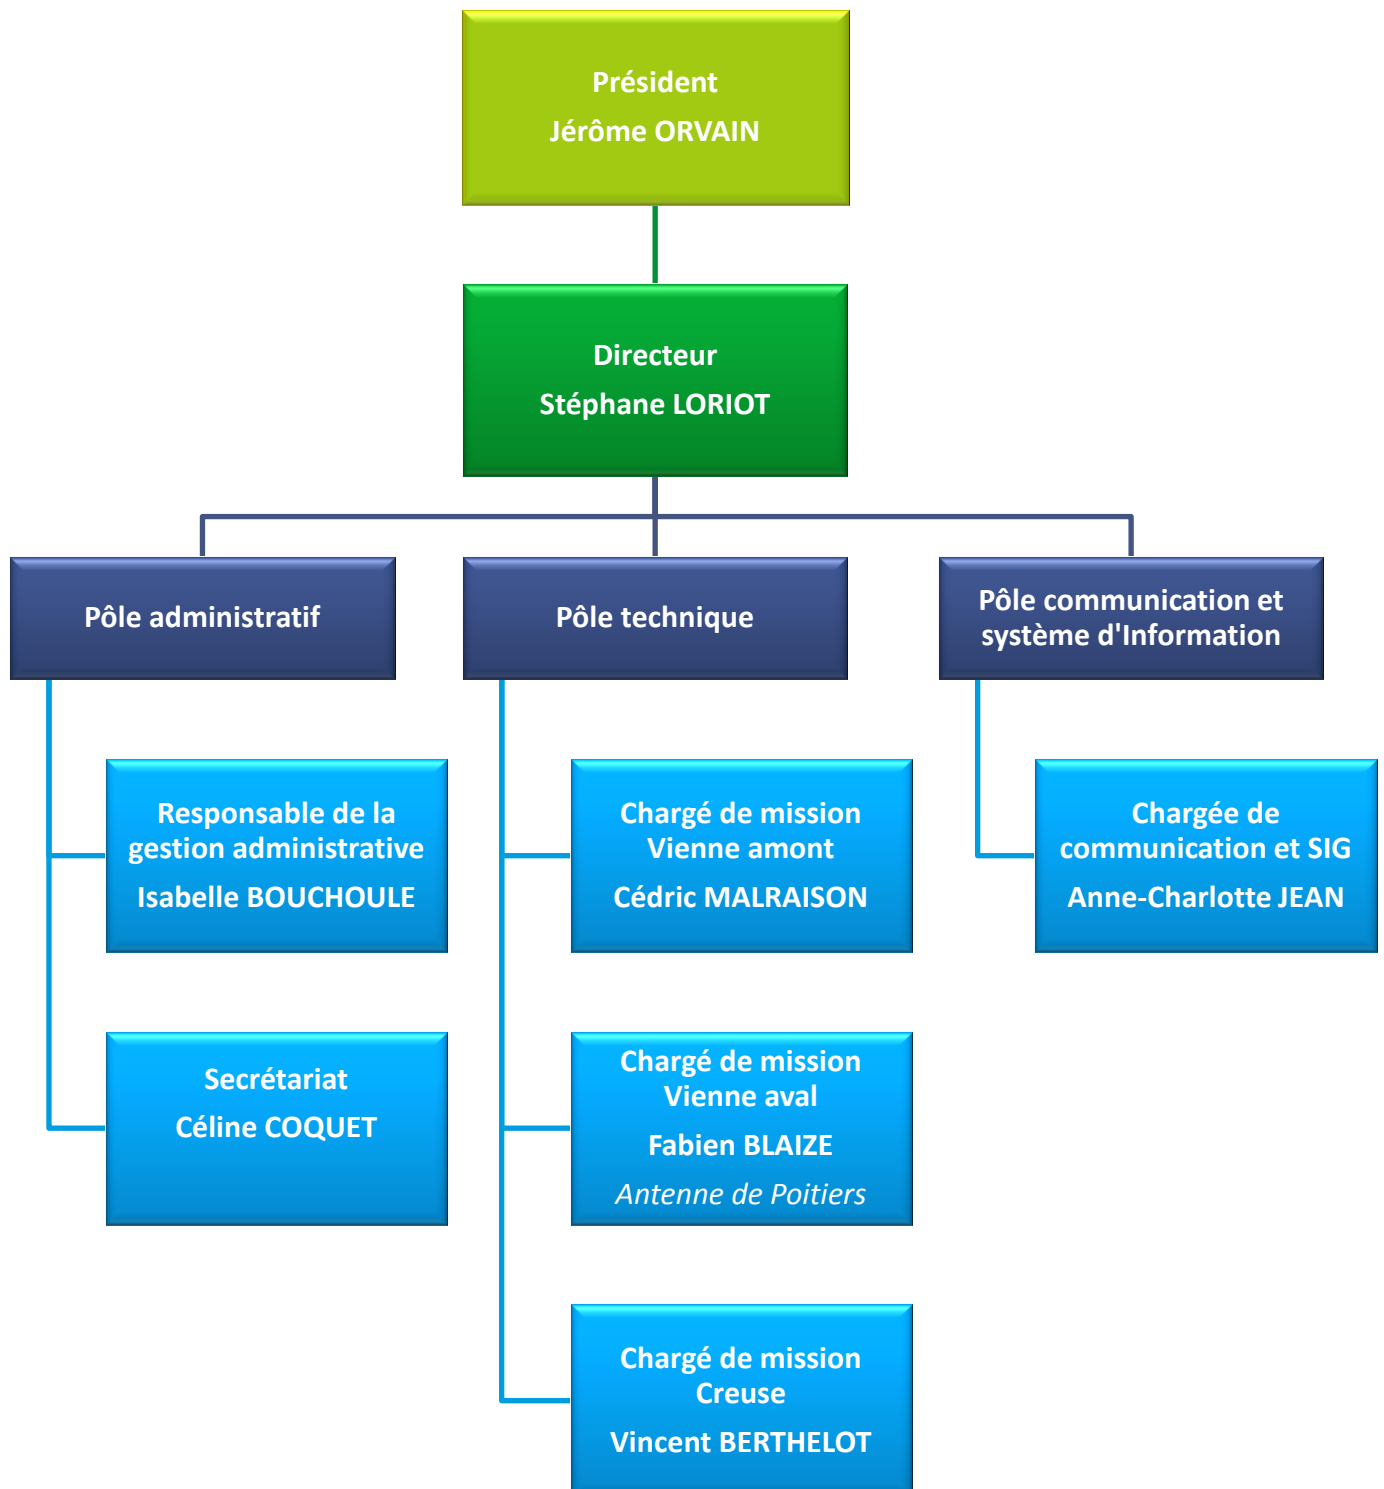 Président
Jérôme ORVAIN
Directeur
Stéphane LORIOT
Pôle administratif
Pôle technique
Pôle communication et
système d'Information
Responsable de la
gestion administrative
Isabelle BOUCHOULE
Chargé de mission
Vienne amont
Cédric MALRAISON
Chargée de
communication et SIG
Anne-Charlotte JEAN
Secrétariat
Céline COQUET
Chargé de mission
Vienne aval
Fabien BLAIZE
Antenne de Poitiers
Chargé de mission
Creuse
Vincent BERTHELOT